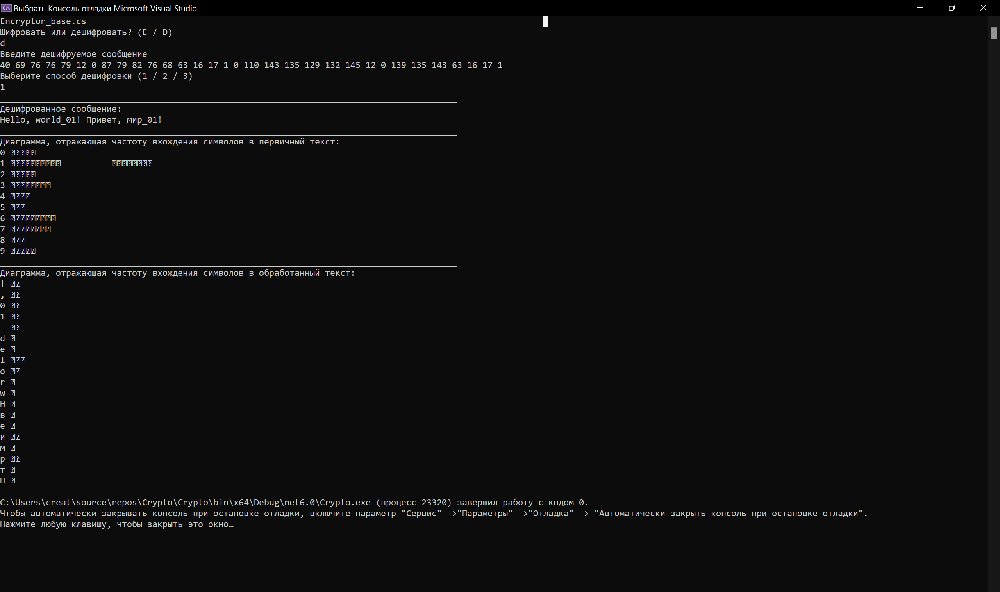 Выбрать Консоль отладки Microsoft Visual Studio
Encryptor_base.cs
Шифровать или дешифровать? (E / D)
d
Введите дешифруемое сообщение
40 69 76 76 79 12 0 87 79 82 76 68 63 16 17 1 0 110 143 135 129 132 145 12 0 139 135 143 63 16 17 1
Выберите способ дешифровки (1 / 2 / 3)
1
Дешифрованное сообщение:
Hello, world_01! Привет, мир_01!
Диаграмма, отражающая частоту вхождения символов в первичный текст:
0 ⍰⍰⍰⍰⍰
1 ⍰⍰⍰⍰⍰⍰⍰⍰⍰⍰          ⍰⍰⍰⍰⍰⍰⍰⍰
2 ⍰⍰⍰⍰⍰
3 ⍰⍰⍰⍰⍰⍰⍰⍰
4 ⍰⍰⍰⍰
5 ⍰⍰⍰
6 ⍰⍰⍰⍰⍰⍰⍰⍰⍰
7 ⍰⍰⍰⍰⍰⍰⍰⍰
8 ⍰⍰⍰
9 ⍰⍰⍰⍰⍰
Диаграмма, отражающая частоту вхождения символов в обработанный текст:
! ⍰⍰
, ⍰⍰
0 ⍰⍰
1 ⍰⍰
_ ⍰⍰
d ⍰
e ⍰
l ⍰⍰⍰
o ⍰⍰
r ⍰
w ⍰
H ⍰
в ⍰
е ⍰
и ⍰⍰
м ⍰
р ⍰⍰
т ⍰
П ⍰
C:\Users\creat\source\repos\Crypto\Crypto\bin\x64\Debug\net6.0\Crypto.exe (процесс 23320) завершил работу с кодом 0.
Чтобы автоматически закрывать консоль при остановке отладки, включите параметр "Сервис" ->"Параметры" ->"Отладка" -> "Автоматически закрыть консоль при остановке отладки".
Нажмите любую клавишу, чтобы закрыть это окно…